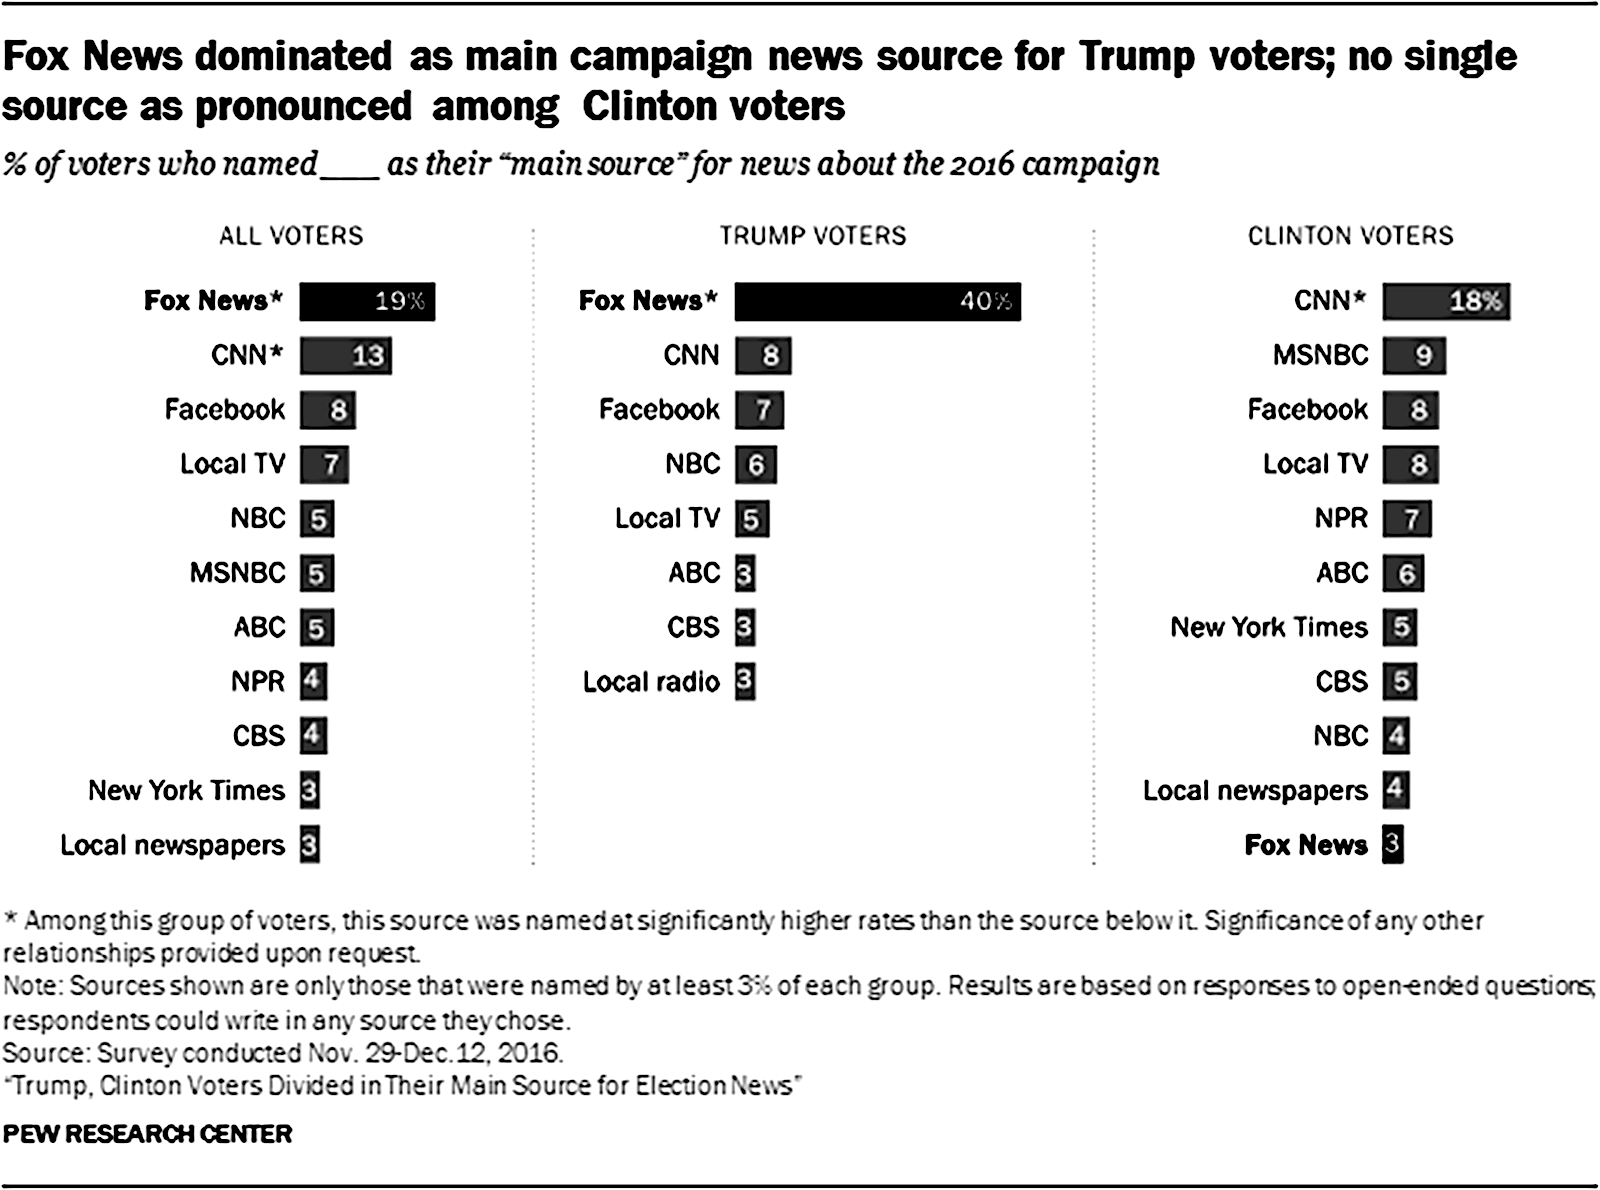 Fox News dominated as main campaign news source for Trump voters; no single
source as pronounced among Clinton voters
% of voters who named___ as their “main source” for news about the 2016 campaign
ALL VOTERS
Fox News* 19%
CNN* 13
Facebook 8
Local TV 7
NBC 5
MSNBC 5
ABC 5
NPR 4
CBS 4
New York Times 3
Local newspapers 3
TRUMP VOTERS
Fox News* 40%
CNN 8
Facebook 7
NBC 6
Local TV 5
ABC 3
CBS 3
Local radio 3
CLINTON VOTERS
CNN* 18%
MSNBC 9
Facebook 8
Local TV 8
NPR 7
ABC 6
New York Times 5
CBS 5
NBC 4
Local newspapers 4
Fox News 3
* Among this group of voters, this source was named at significantly higher rates than the source below it. Significance of any other
relationships provided upon request.
Note: Sources shown are only those that were named by at least 3% of each group. Results are based on responses to open-ended questions;
respondents could write in any source they chose.
Source: Survey conducted Nov. 29-Dec.12, 2016.
“Trump, Clinton Voters Divided in Their Main Source for Election News”
PEW RESEARCH CENTER